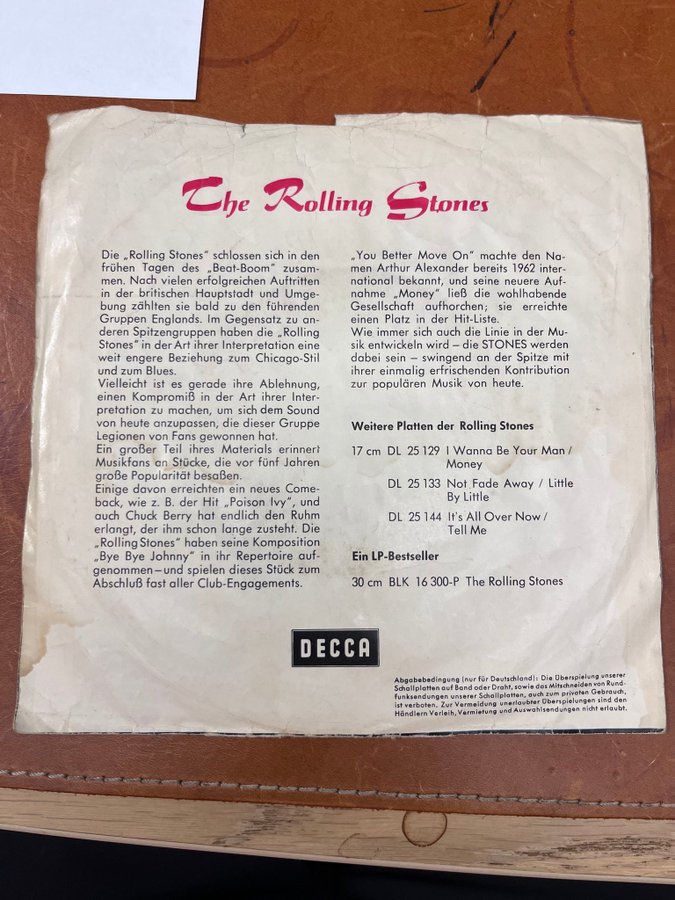 The Rolling Stones
Die „Rolling Stones" schlossen sich in den
frühen Tagen des „Beat-Boom" zusam-
men. Nach vielen erfolgreichen Auftritten
in der britischen Hauptstadt und Umge-
bung zählten sie bald zu den führenden
Gruppen Englands. Im Gegensatz zu an-
deren Spitzengruppen haben die „Rolling
Stones" in der Art ihrer Interpretation eine
weit engere Beziehung zum Chicago-Stil
und zum Blues.
Vielleicht ist es gerade ihre Ablehnung,
einen Kompromiß in der Art ihrer Inter-
pretation zu machen, um sich dem Sound
von heute anzupassen, die dieser Gruppe
Legionen von Fans gewonnen hat.
Ein großer Teil ihres Materials erinnert
Musikfans an Stücke, die vor fünf Jahren
große Popularität besaßen.
Einige davon erreichten ein neues Come-
back, wie z. B. der Hit „Poison Ivy", und
auch Chuck Berry hat endlich den Ruhm
erlangt, der ihm schon lange zusteht. Die
„Rolling Stones" haben seine Komposition
„Bye Bye Johnny" in ihr Repertoire auf-
genommen – und spielen dieses Stück zum
Abschluß fast aller Club-Engagements.
„You Better Move On" machte den Na-
men Arthur Alexander bereits 1962 inter-
national bekannt, und seine neuere Auf-
nahme „Money" ließ die wohlhabende
Gesellschaft aufhorchen; sie erreichte
einen Platz in der Hit-Liste.
Wie immer sich auch die Linie in der Mu-
sik entwickeln wird – die STONES werden
dabei sein – swingend an der Spitze mit
ihrer einmalig erfrischenden Kontribution
zur populären Musik von heute.
Weitere Platten der Rolling Stones
17 cm DL 25 129 I Wanna Be Your Man /
Money
DL 25 133 Not Fade Away / Little
By Little
DL 25 144 It's All Over Now /
Tell Me
Ein LP-Bestseller
30 cm BLK 16 300-P The Rolling Stones
DECCA
Abgabebedingung (nur für Deutschland): Die Überspielung unserer
Schallplatten auf Band oder Draht, sowie das Mitschneiden von Rund-
funksendungen unserer Schallplatten, auch zum privaten Gebrauch,
ist verboten. Zur Vermeidung unerlaubter Überspielungen sind den
Händlern Verleih, Vermietung und Auswahlsendungen nicht erlaubt.